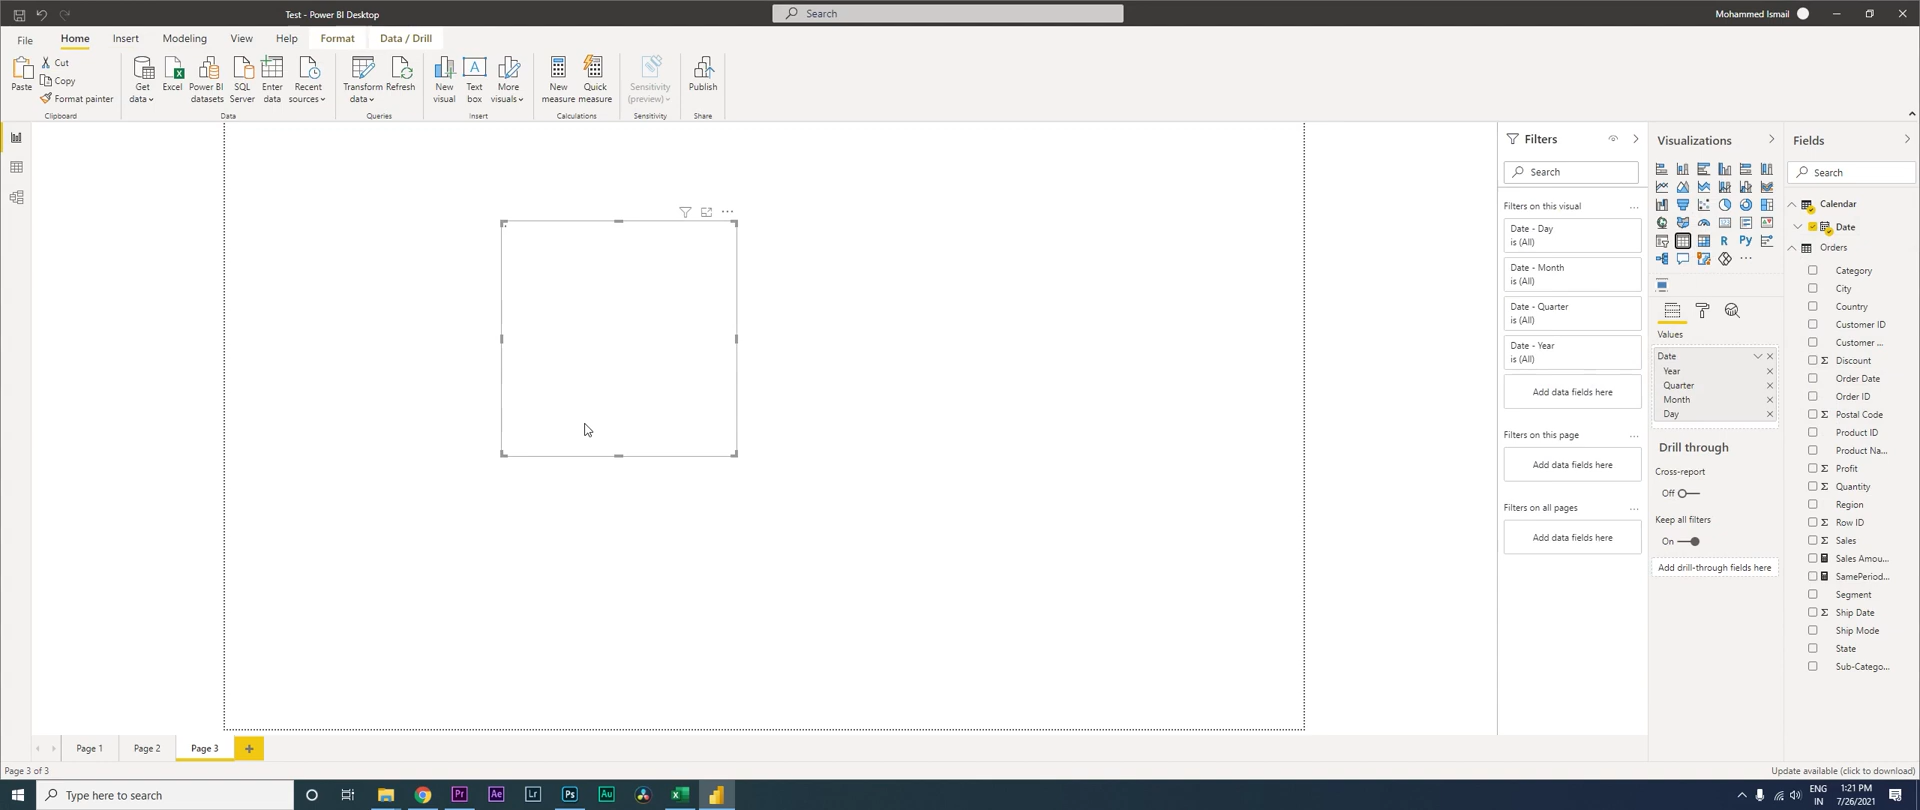 Test - Power BI Desktop
Search
Mohammed Ismail
File
Home
Insert
Modeling
View
Help
Format
Data / Drill
Paste
Cut
Copy
Format painter
Clipboard
Get data
Excel
Power BI datasets
SQL Server
Enter data
Recent sources
Data
Transform data
Refresh
Queries
New visual
Text box
More visuals
Insert
New measure
Quick measure
Calculations
Sensitivity (preview)
Sensitivity
Publish
Share
Filters
Search
Filters on this visual
Date - Day
is (All)
Date - Month
is (All)
Date - Quarter
is (All)
Date - Year
is (All)
Add data fields here
Filters on this page
Add data fields here
Filters on all pages
Add data fields here
Visualizations
R
Py
Values
Date
Year
Quarter
Month
Day
Drill through
Cross-report
Off
Keep all filters
On
Add drill-through fields here
Fields
Search
Calendar
Date
Orders
Category
City
Country
Customer ID
Customer ...
Discount
Order Date
Order ID
Postal Code
Product ID
Product Na...
Profit
Quantity
Region
Row ID
Sales
Sales Amou...
SamePeriod...
Segment
Ship Date
Ship Mode
State
Sub-Catego...
Page 1
Page 2
Page 3
Page 3 of 3
Update available (click to download)
Type here to search
Pr
Ae
Lr
Ps
Au
ENG
IN
1:21 PM
7/26/2021